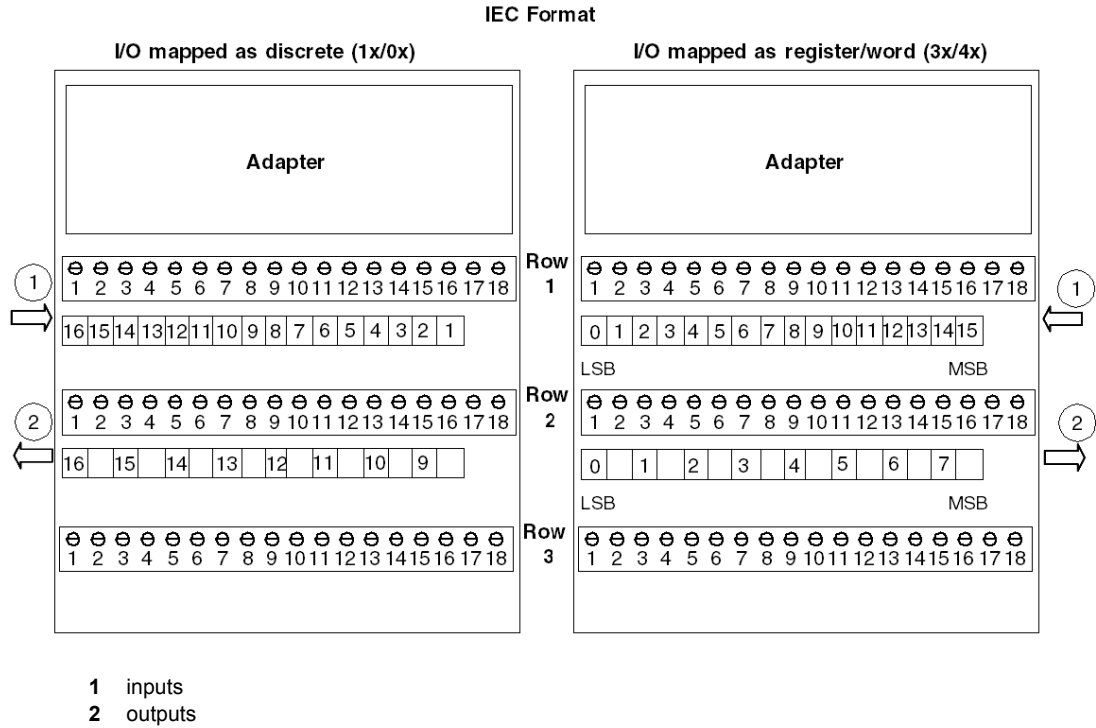 IEC Format
I/O mapped as discrete (1x/0x)
I/O mapped as register/word (3x/4x)
Adapter
Adapter
1
1 2 3 4 5 6 7 8 9 10 11 12 13 14 15 16 17 18
Row
1
1 2 3 4 5 6 7 8 9 10 11 12 13 14 15 16 17 18
1
16 15 14 13 12 11 10 9 8 7 6 5 4 3 2 1
0 1 2 3 4 5 6 7 8 9 10 11 12 13 14 15
LSB
MSB
2
1 2 3 4 5 6 7 8 9 10 11 12 13 14 15 16 17 18
Row
2
1 2 3 4 5 6 7 8 9 10 11 12 13 14 15 16 17 18
2
16 15 14 13 12 11 10 9
0 1 2 3 4 5 6 7
LSB
MSB
1 2 3 4 5 6 7 8 9 10 11 12 13 14 15 16 17 18
Row
3
1 2 3 4 5 6 7 8 9 10 11 12 13 14 15 16 17 18
1 inputs
2 outputs